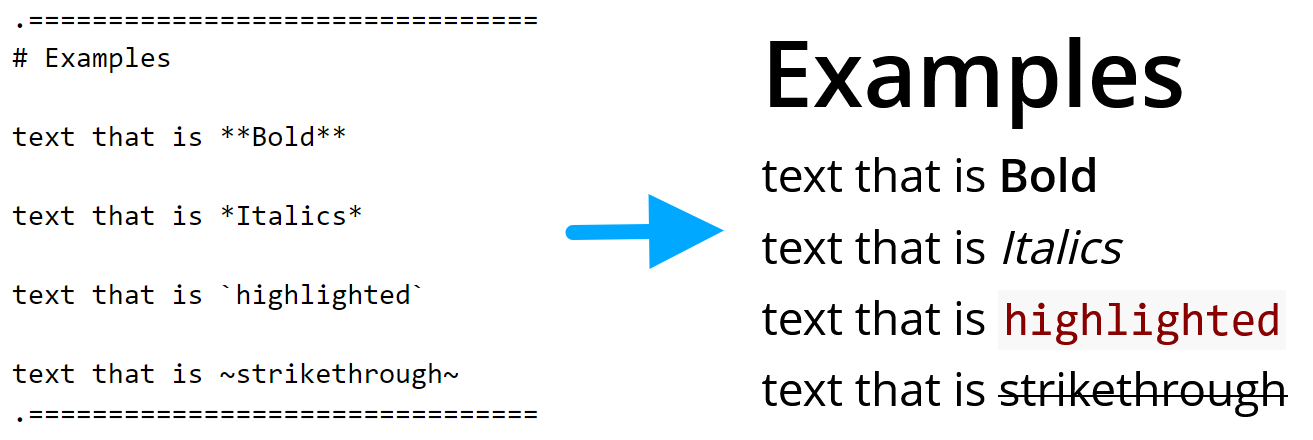 .================================
# Examples
text that is **Bold**
text that is *Italics*
text that is `highlighted`
text that is ~strikethrough~
.================================
Examples
text that is Bold
text that is Italics
text that is highlighted
text that is strikethrough